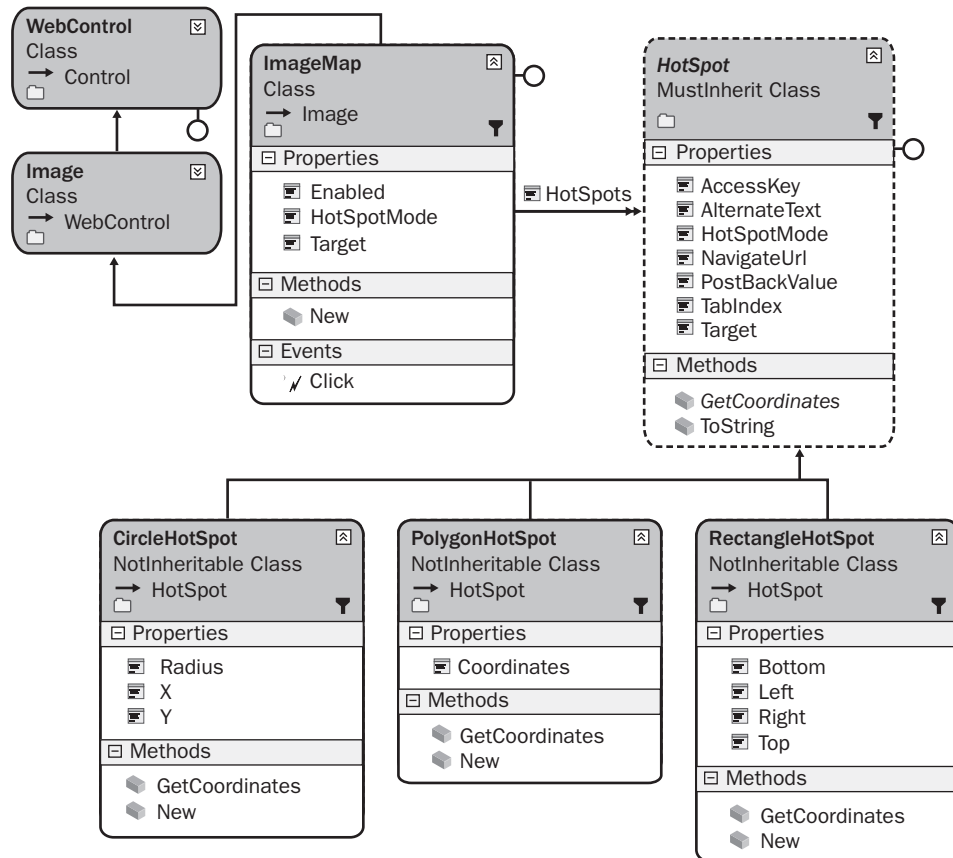 WebControl
Class
Control
Image
Class
WebControl
ImageMap
Class
Image
Properties
Enabled
HotSpotMode
Target
Methods
New
Events
Click
HotSpots
HotSpot
MustInherit Class
Properties
AccessKey
AlternateText
HotSpotMode
NavigateUrl
PostBackValue
TabIndex
Target
Methods
GetCoordinates
ToString
CircleHotSpot
NotInheritable Class
HotSpot
Properties
Radius
X
Y
Methods
GetCoordinates
New
PolygonHotSpot
NotInheritable Class
HotSpot
Properties
Coordinates
Methods
GetCoordinates
New
RectangleHotSpot
NotInheritable Class
HotSpot
Properties
Bottom
Left
Right
Top
Methods
GetCoordinates
New